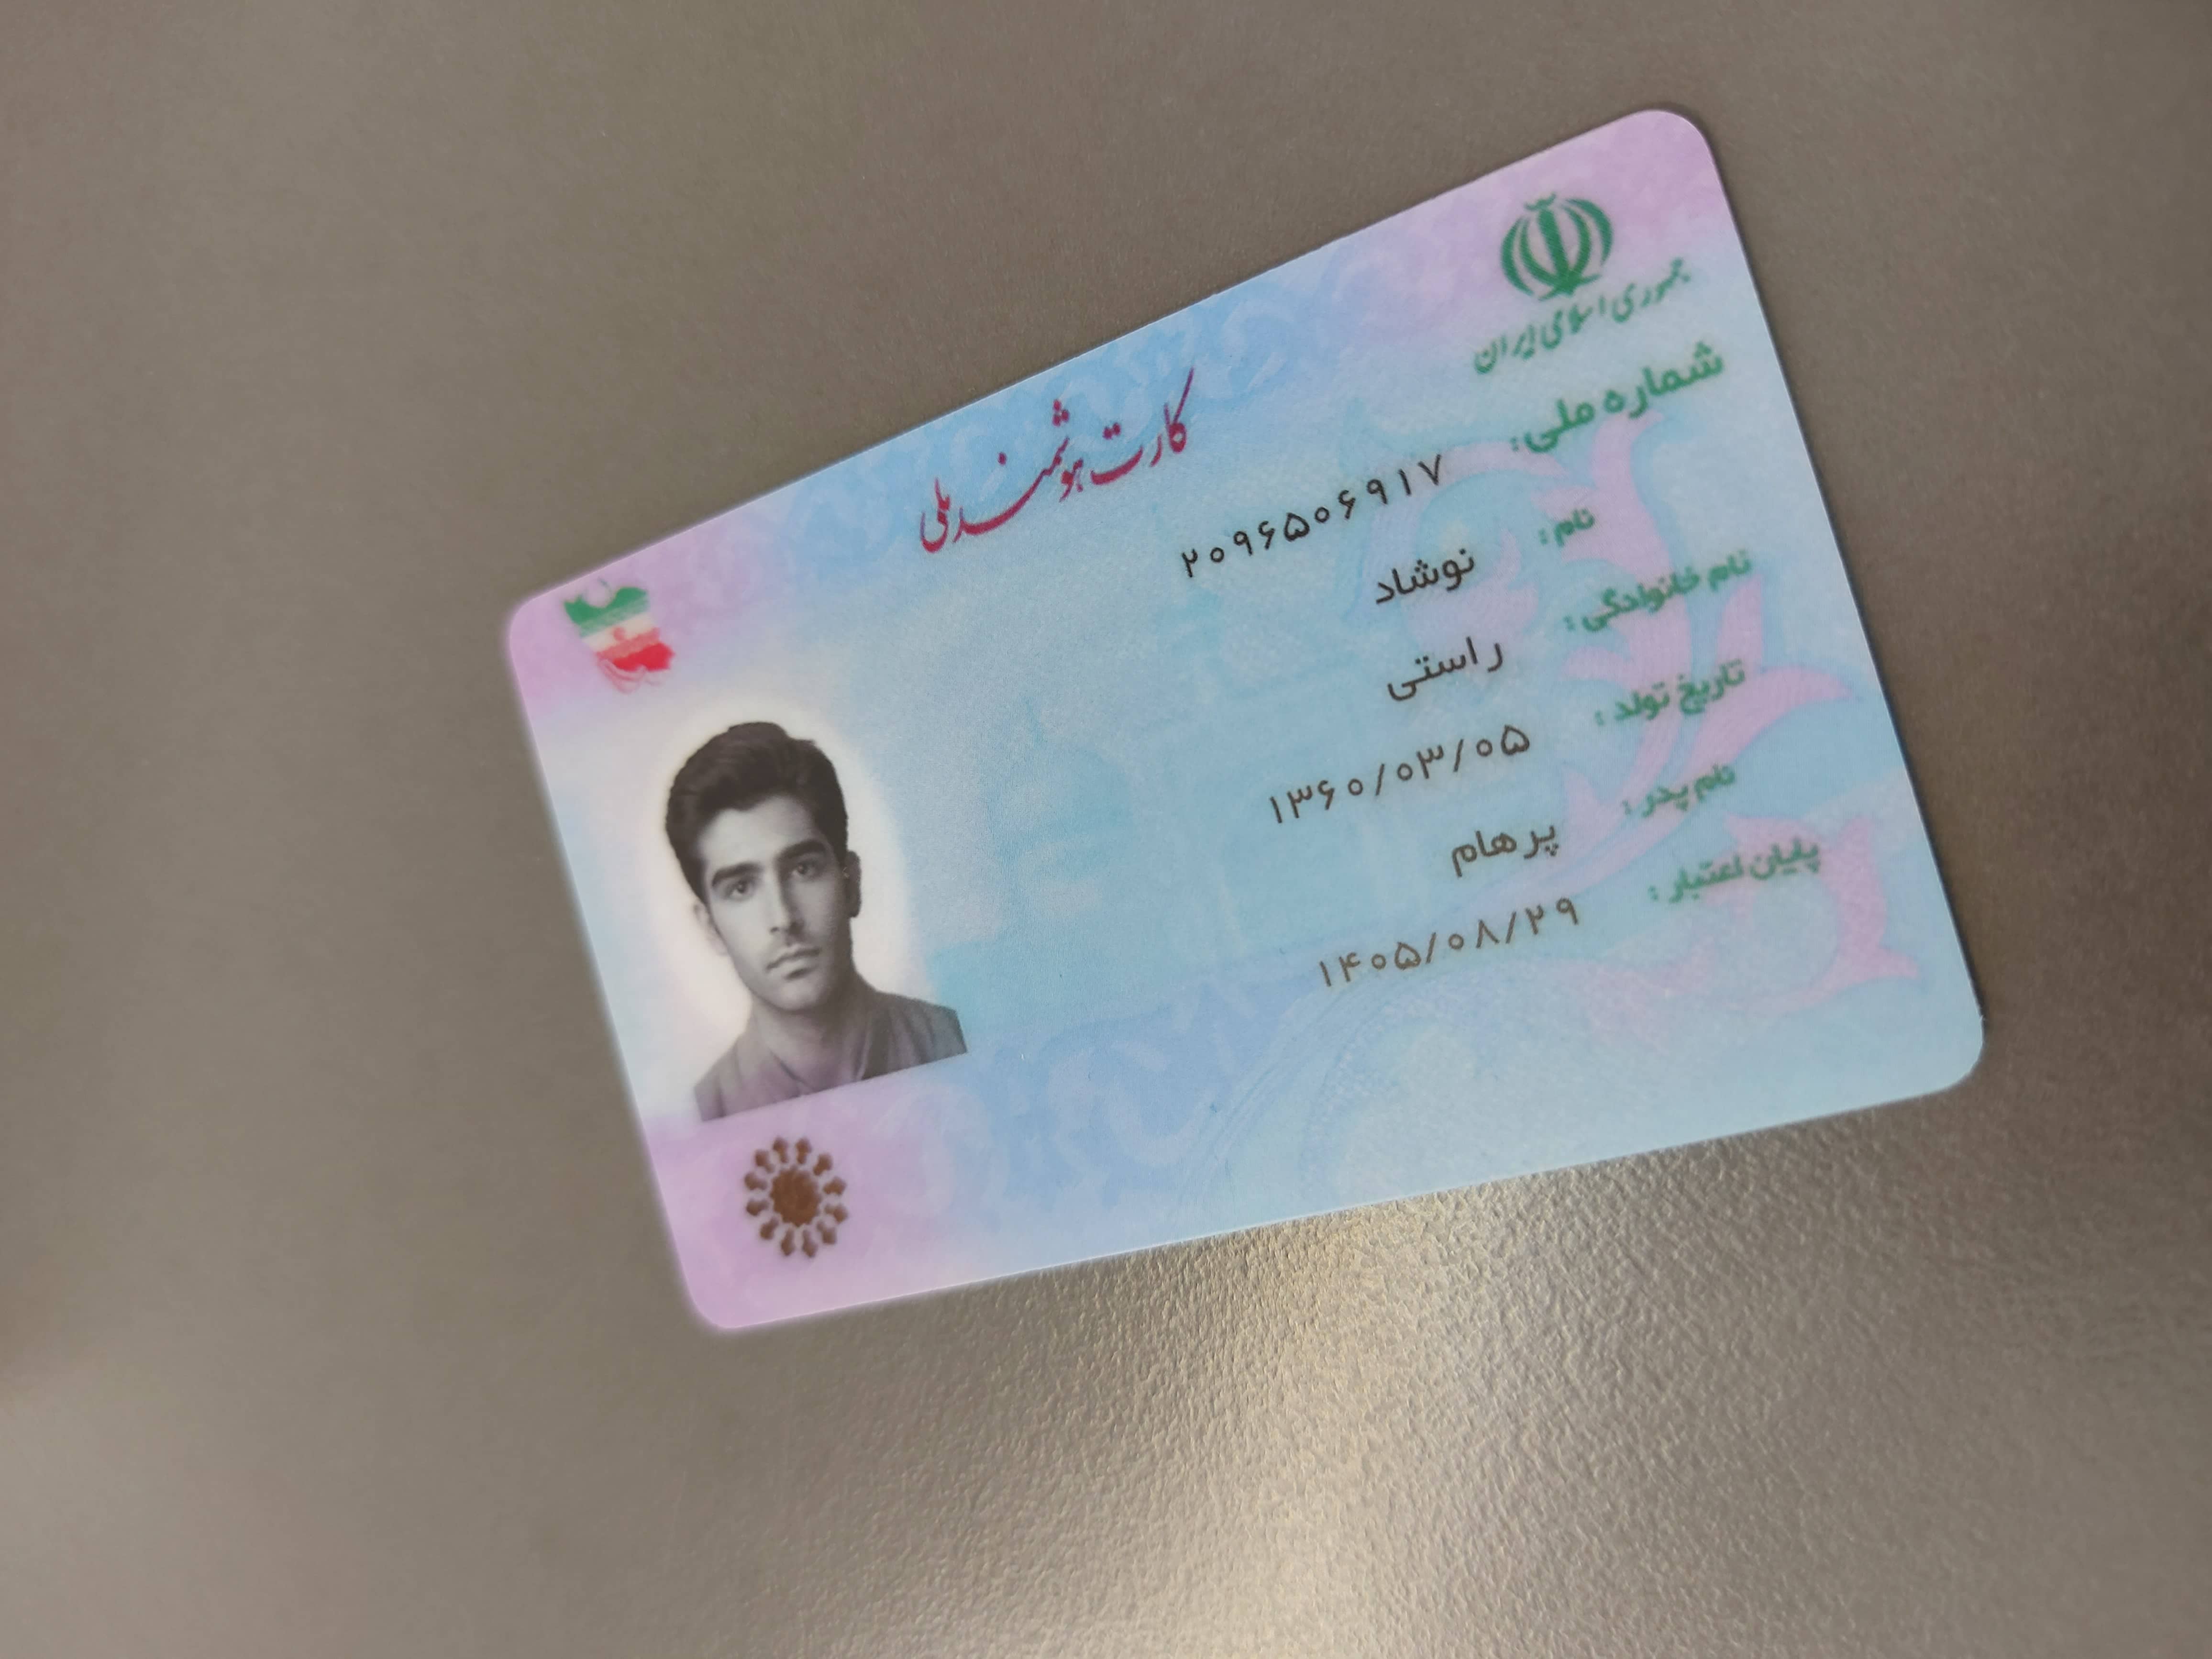 جمهوری اسلامی ایران
کارت هوشمند ملی
شماره ملی: ۲۰۹۶۵۰۶۹۱۷
نام : نوشاد
نام خانوادگی : راستی
تاریخ تولد : ۱۳۶۰/۰۳/۰۵
نام پدر : پرهام
پایان اعتبار : ۱۴۰۵/۰۸/۲۹